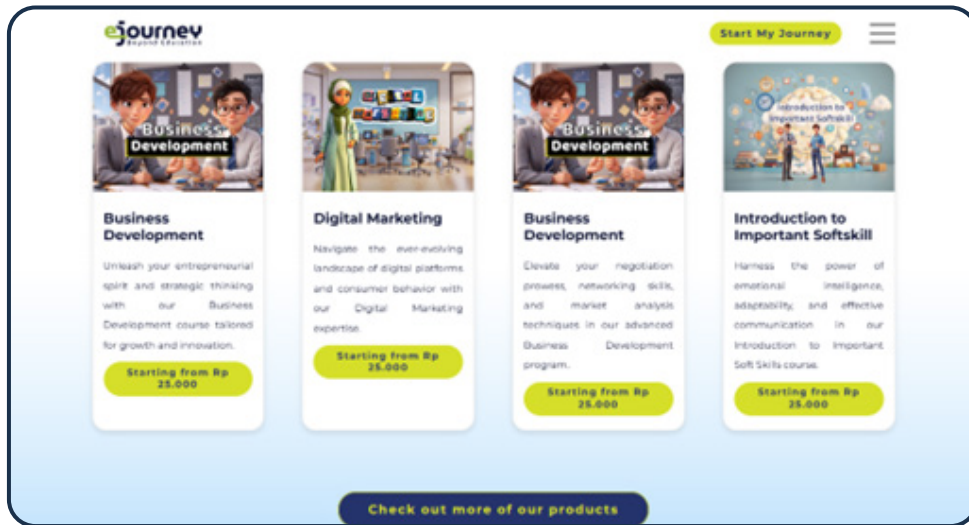 ejourney
Beyond Education
Start My Journey
Business
Development
Business
Development
Unleash your entrepreneurial
spirit and strategic thinking
with our Business
Development course tailored
for growth and innovation.
Starting from Rp
25.000
DIGITAL
MARKETING
Digital Marketing
Navigate the ever-evolving
landscape of digital platforms
and consumer behavior with
our Digital Marketing
expertise.
Starting from Rp
25.000
Business
Development
Business
Development
Elevate your negotiation
prowess, networking skills,
and market analysis
techniques in our advanced
Business Development
program.
Starting from Rp
25.000
Introduction to
Important Softskill
Introduction to
Important Softskill
Harness the power of
emotional intelligence,
adaptability, and effective
communication in our
Introduction to Important
Soft Skills course.
Starting from Rp
25.000
Check out more of our products